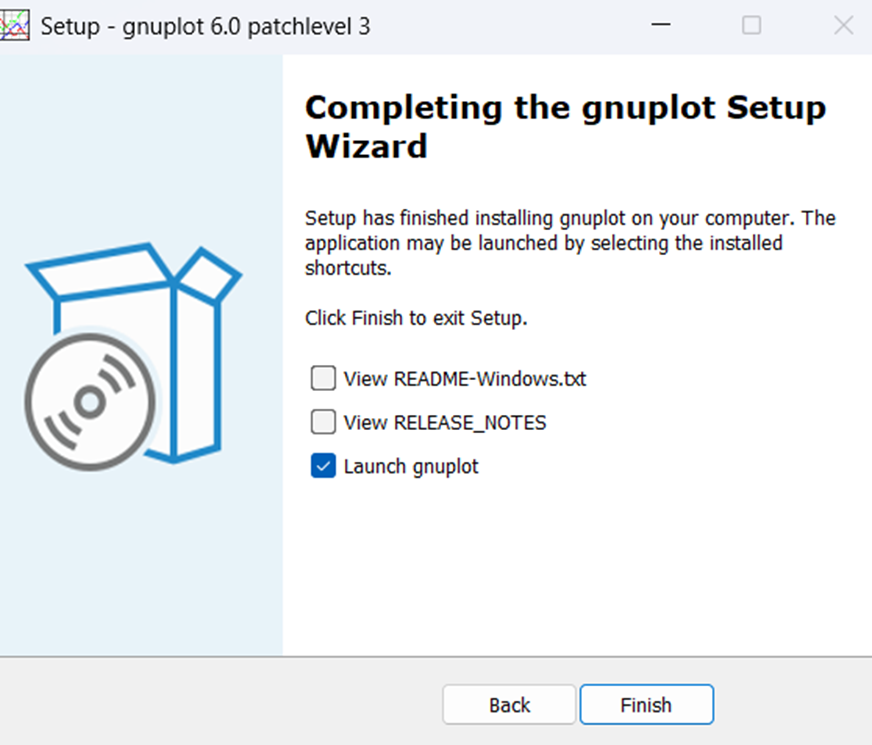 Setup - gnuplot 6.0 patchlevel 3
Completing the gnuplot Setup
Wizard
Setup has finished installing gnuplot on your computer. The
application may be launched by selecting the installed
shortcuts.
Click Finish to exit Setup.
View README-Windows.txt
View RELEASE_NOTES
Launch gnuplot
Back
Finish